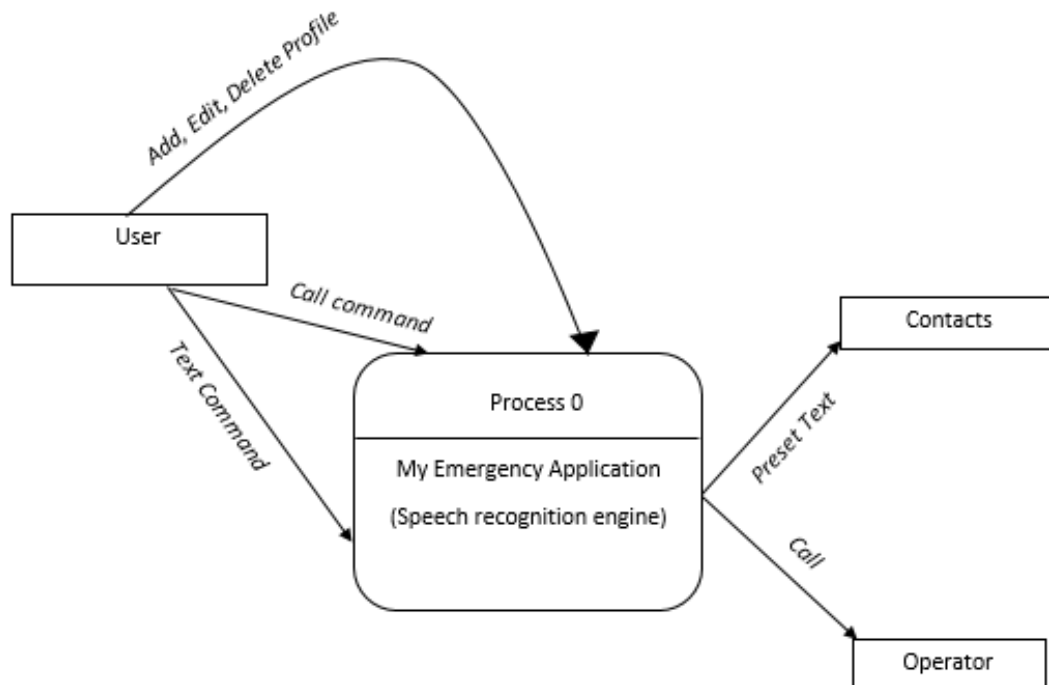 Add, Edit, Delete Profile
User
Call command
Text Command
Process 0
My Emergency Application
(Speech recognition engine)
Contacts
Preset Text
Call
Operator